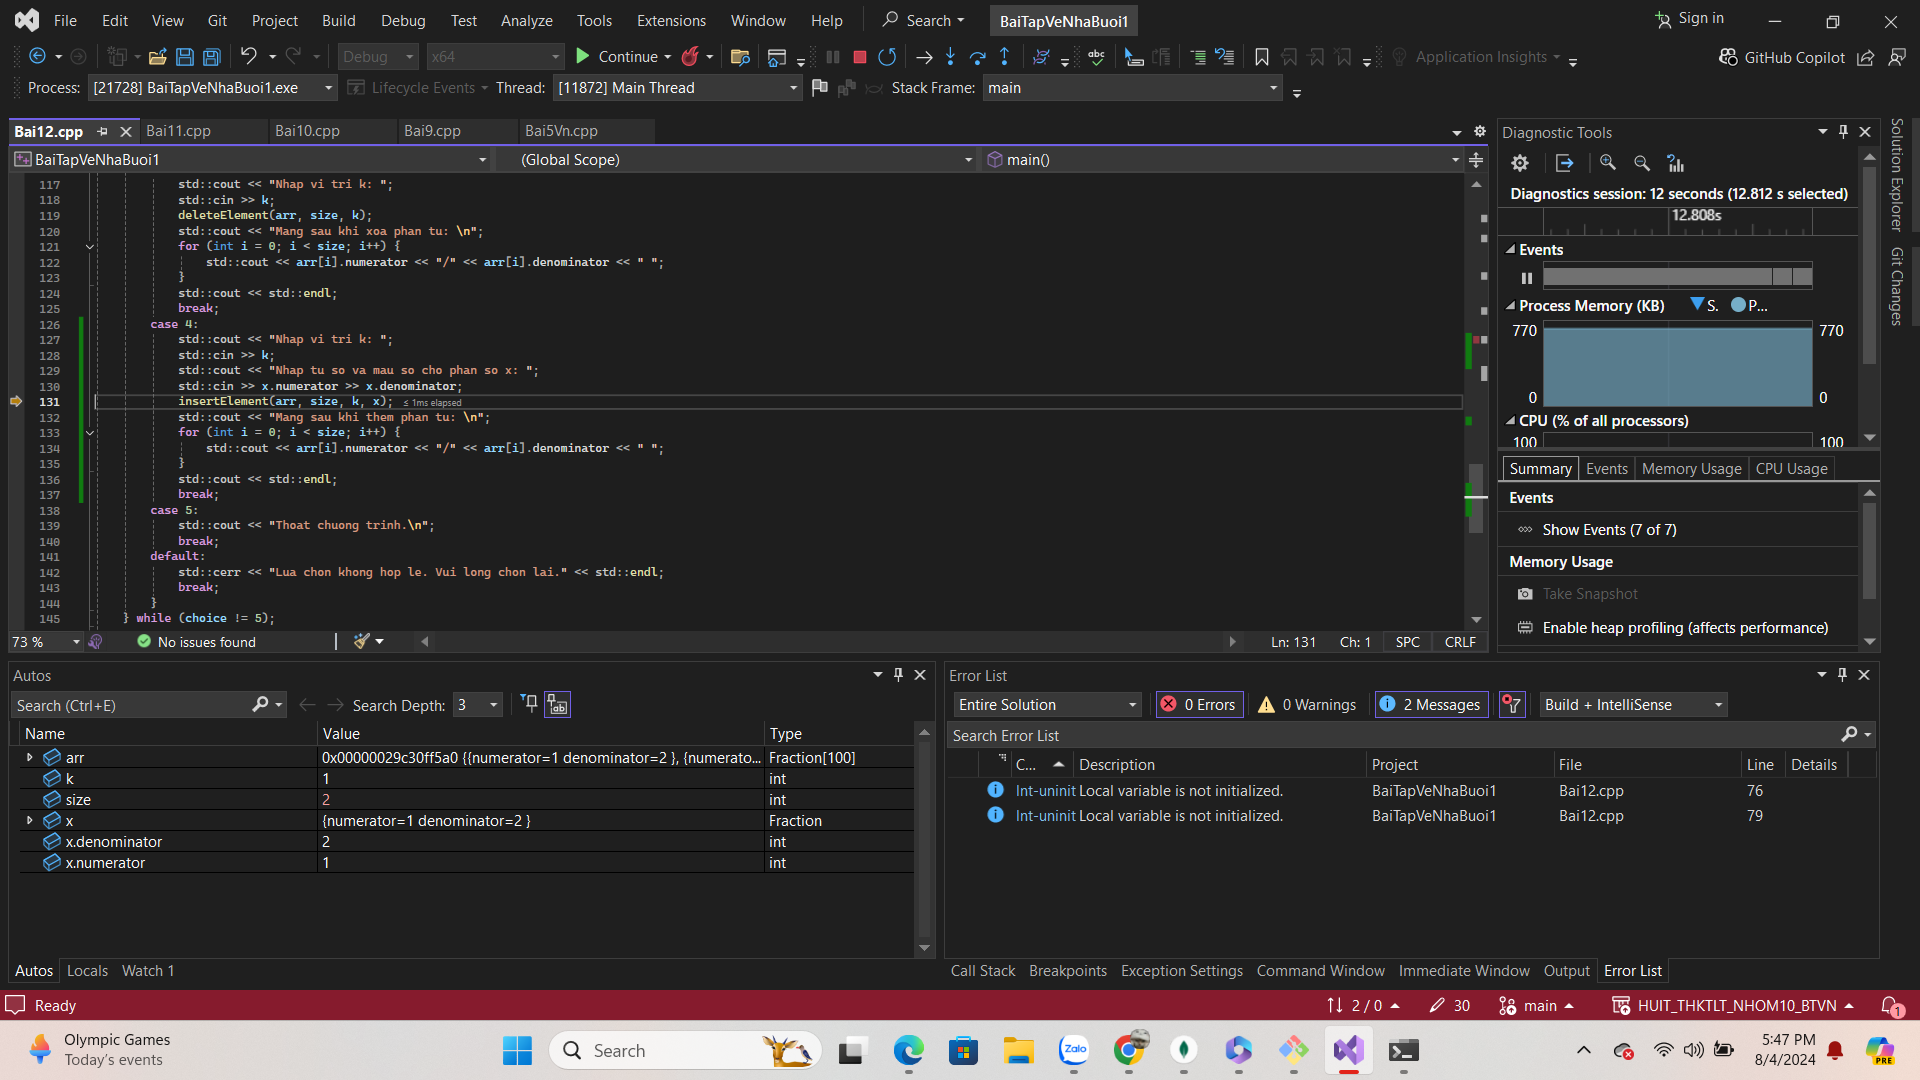 File Edit View Git Project Build Debug Test Analyze Tools Extensions Window Help Search BaiTapVeNhaBuoi1 Sign in
Debug x64 Continue Application Insights GitHub Copilot
Process: [21728] BaiTapVeNhaBuoi1.exe Lifecycle Events Thread: [11872] Main Thread Stack Frame: main
Bai12.cpp Bai11.cpp Bai10.cpp Bai9.cpp Bai5Vn.cpp
BaiTapVeNhaBuoi1 (Global Scope) main()
117 std::cout << "Nhap vi tri k: ";
118 std::cin >> k;
119 deleteElement(arr, size, k);
120 std::cout << "Mang sau khi xoa phan tu: \n";
121 for (int i = 0; i < size; i++) {
122 std::cout << arr[i].numerator << "/" << arr[i].denominator << " ";
123 }
124 std::cout << std::endl;
125 break;
126 case 4:
127 std::cout << "Nhap vi tri k: ";
128 std::cin >> k;
129 std::cout << "Nhap tu so va mau so cho phan so x: ";
130 std::cin >> x.numerator >> x.denominator;
131 insertElement(arr, size, k, x); ≤ 1ms elapsed
132 std::cout << "Mang sau khi them phan tu: \n";
133 for (int i = 0; i < size; i++) {
134 std::cout << arr[i].numerator << "/" << arr[i].denominator << " ";
135 }
136 std::cout << std::endl;
137 break;
138 case 5:
139 std::cout << "Thoat chuong trinh.\n";
140 break;
141 default:
142 std::cerr << "Lua chon khong hop le. Vui long chon lai." << std::endl;
143 break;
144 }
145 } while (choice != 5);
73 % No issues found Ln: 131 Ch: 1 SPC CRLF
Diagnostic Tools
Diagnostics session: 12 seconds (12.812 s selected)
12.808s
Events
Process Memory (KB) S. P...
770 770
0 0
CPU (% of all processors)
100 100
Summary Events Memory Usage CPU Usage
Events
Show Events (7 of 7)
Memory Usage
Take Snapshot
Enable heap profiling (affects performance)
Solution Explorer
Git Changes
Autos
Search (Ctrl+E) Search Depth: 3
Name Value Type
arr 0x00000029c30ff5a0 {{numerator=1 denominator=2 }, {numerato... Fraction[100]
k 1 int
size 2 int
x {numerator=1 denominator=2 } Fraction
x.denominator 2 int
x.numerator 1 int
Autos Locals Watch 1
Error List
Entire Solution 0 Errors 0 Warnings 2 Messages Build + IntelliSense
Search Error List
C... Description Project File Line Details
Int-uninit Local variable is not initialized. BaiTapVeNhaBuoi1 Bai12.cpp 76
Int-uninit Local variable is not initialized. BaiTapVeNhaBuoi1 Bai12.cpp 79
Call Stack Breakpoints Exception Settings Command Window Immediate Window Output Error List
Ready 2 / 0 30 main HUIT_THKTLT_NHOM10_BTVN 1
Olympic Games
Today's events
Search
Zalo
5:47 PM
8/4/2024
PRE